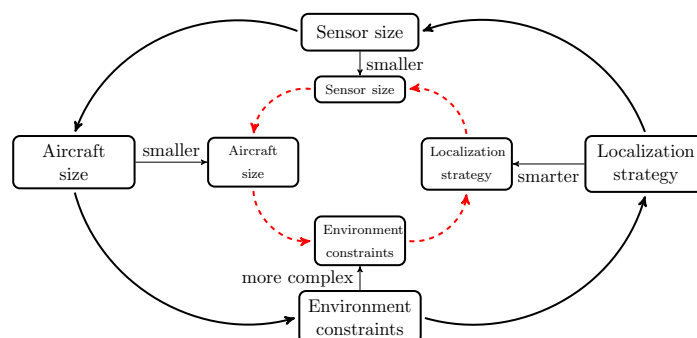 Sensor size
smaller
Sensor size
Aircraft
size
smaller
Aircraft
size
Localization
strategy
smarter
Localization
strategy
Environment
constraints
more complex
Environment
constraints